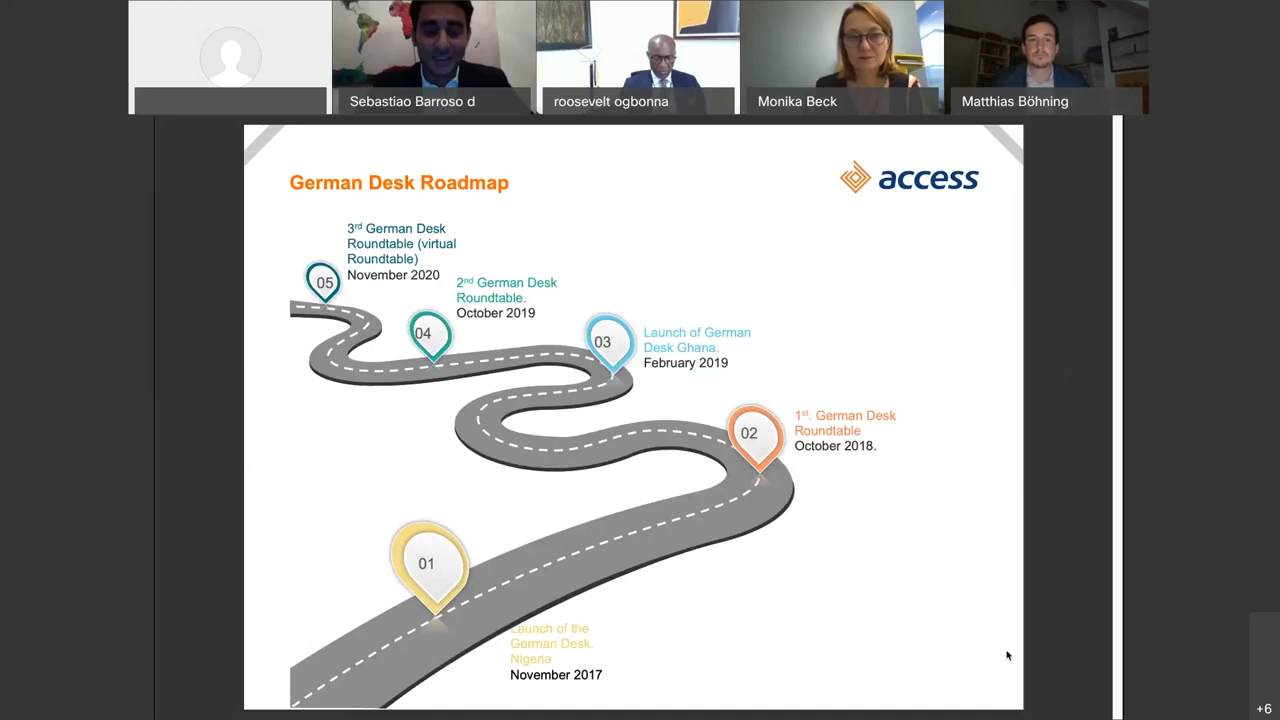 Sebastiao Barroso d
roosevelt ogbonna
Monika Beck
Matthias Böhning
German Desk Roadmap
access
3rd German Desk
Roundtable (virtual
Roundtable)
November 2020
05
2nd German Desk
Roundtable.
October 2019
04
03
Launch of German
Desk Ghana.
February 2019
02
1st. German Desk
Roundtable
October 2018.
01
Launch of the
German Desk.
Nigeria
November 2017
+6